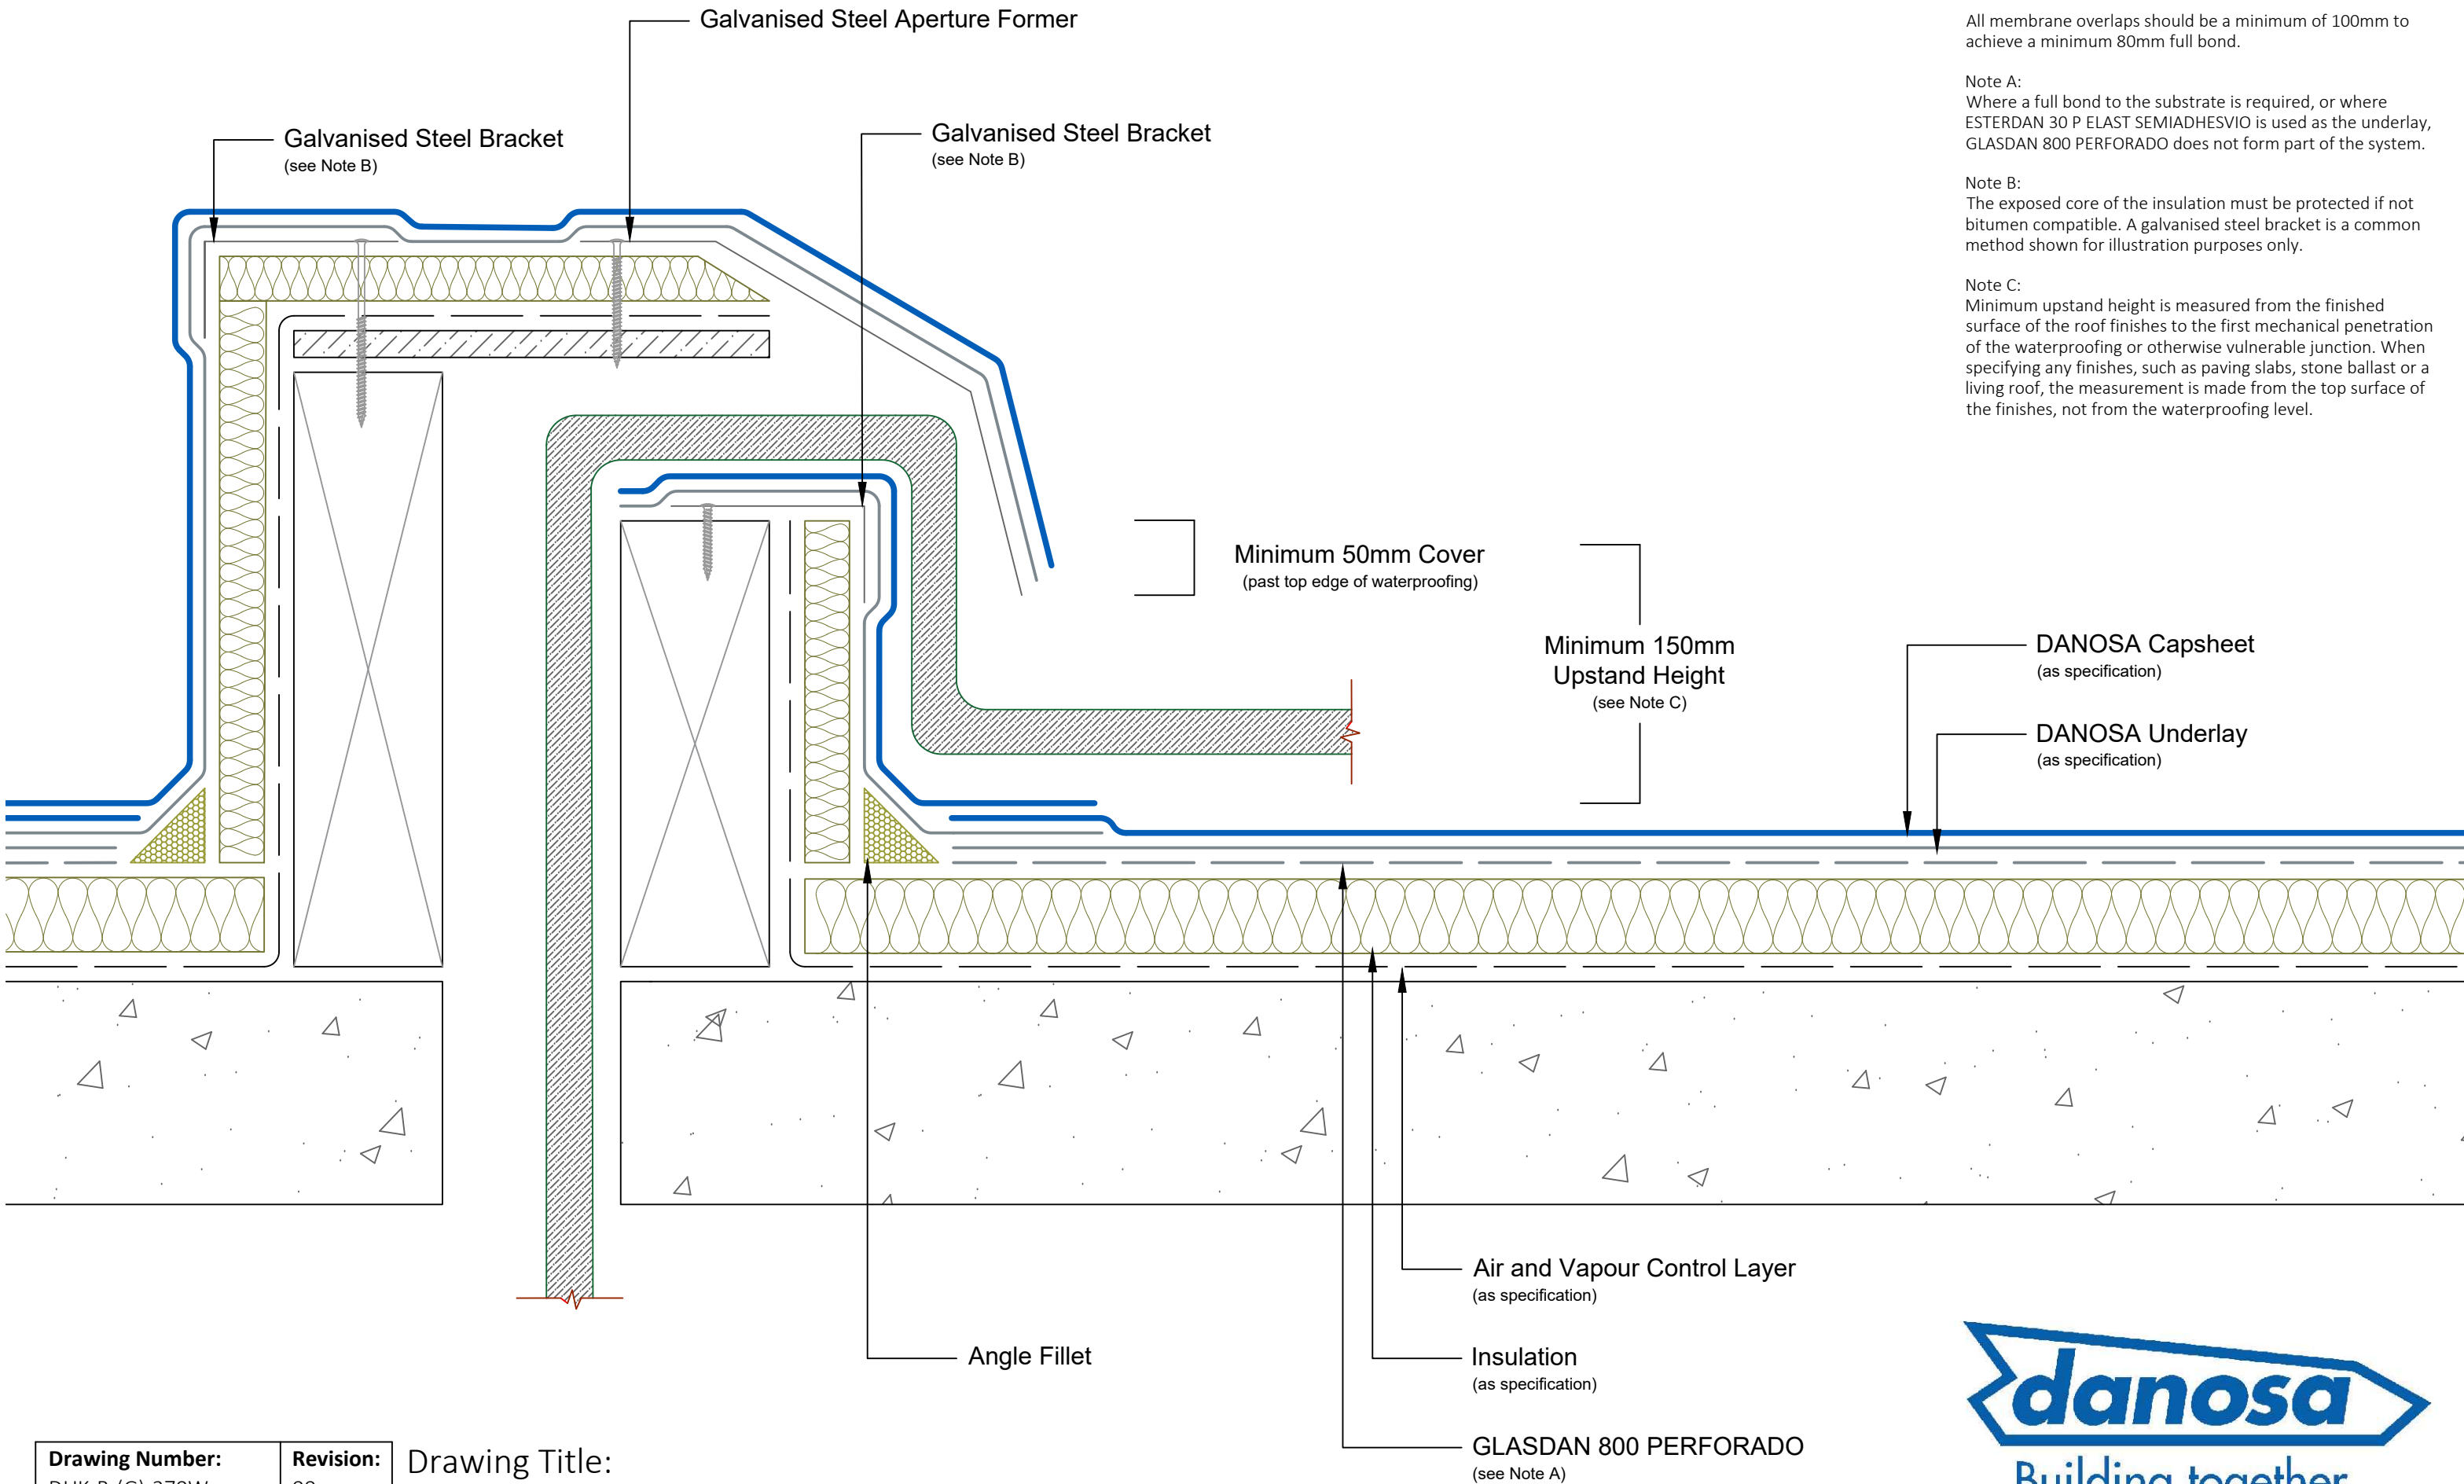 Galvanised Steel Aperture Former
Galvanised Steel Bracket
(see Note B)
Galvanised Steel Bracket
(see Note B)
All membrane overlaps should be a minimum of 100mm to
achieve a minimum 80mm full bond.
Note A:
Where a full bond to the substrate is required, or where
ESTERDAN 30 P ELAST SEMIADHESVIO is used as the underlay,
GLASDAN 800 PERFORADO does not form part of the system.
Note B:
The exposed core of the insulation must be protected if not
bitumen compatible. A galvanised steel bracket is a common
method shown for illustration purposes only.
Note C:
Minimum upstand height is measured from the finished
surface of the roof finishes to the first mechanical penetration
of the waterproofing or otherwise vulnerable junction. When
specifying any finishes, such as paving slabs, stone ballast or a
living roof, the measurement is made from the top surface of
the finishes, not from the waterproofing level.
Minimum 50mm Cover
(past top edge of waterproofing)
Minimum 150mm
Upstand Height
(see Note C)
DANOSA Capsheet
(as specification)
DANOSA Underlay
(as specification)
Air and Vapour Control Layer
(as specification)
Angle Fillet
Insulation
(as specification)
GLASDAN 800 PERFORADO
(see Note A)
danosa
Building together
Drawing Number:
Revision:
Drawing Title: